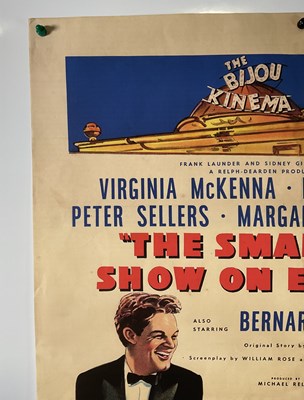 THE
BIJOU
KINEMA
FRANK LAUNDER AND SIDNEY GI
A RELPH-DEARDEN PRODU
VIRGINIA McKENNA ·
PETER SELLERS · MARGA
"THE SMA
SHOW ON E
ALSO
STARRING
BERNAR
Original Story b
Screenplay by WILLIAM ROSE
PRODUCED B
MICHAEL REL